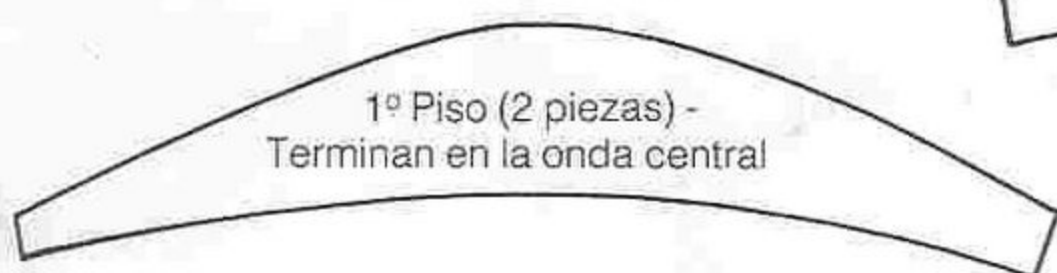 1º Piso (2 piezas) -
Terminan en la onda central